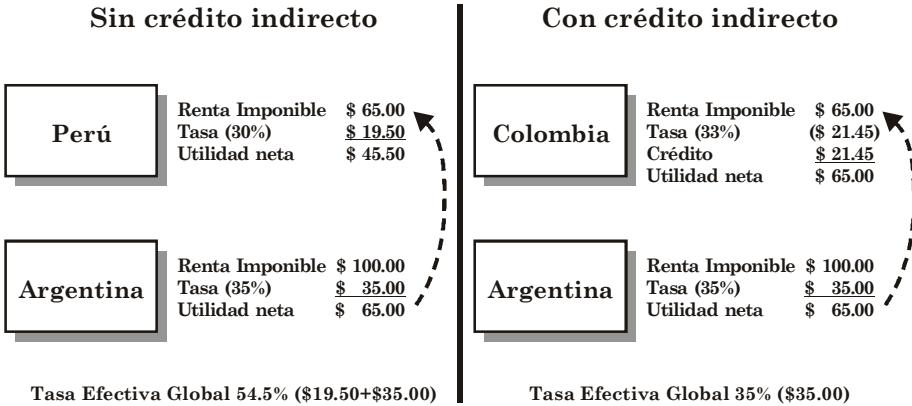 Sin crédito indirecto
Perú
Renta Imponible $ 65.00
Tasa (30%) $ 19.50
Utilidad neta $ 45.50
Argentina
Renta Imponible $ 100.00
Tasa (35%) $ 35.00
Utilidad neta $ 65.00
Tasa Efectiva Global 54.5% ($19.50+$35.00)
Con crédito indirecto
Colombia
Renta Imponible $ 65.00
Tasa (33%) ($ 21.45)
Crédito $ 21.45
Utilidad neta $ 65.00
Argentina
Renta Imponible $ 100.00
Tasa (35%) $ 35.00
Utilidad neta $ 65.00
Tasa Efectiva Global 35% ($35.00)